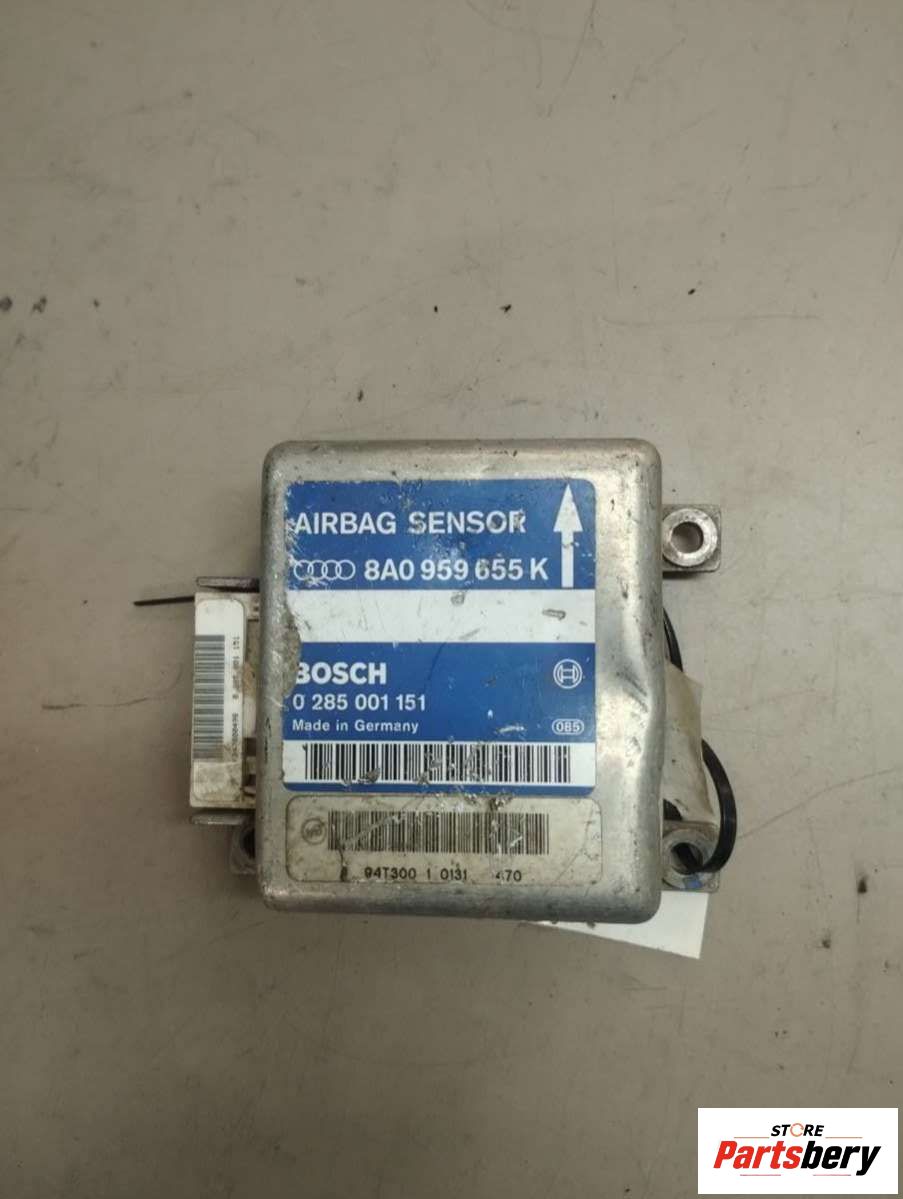 AIRBAG SENSOR
8A0 959 655 K
BOSCH
0 285 001 151
Made in Germany
085
94T300 1 0131 470
STORE
Partsbery